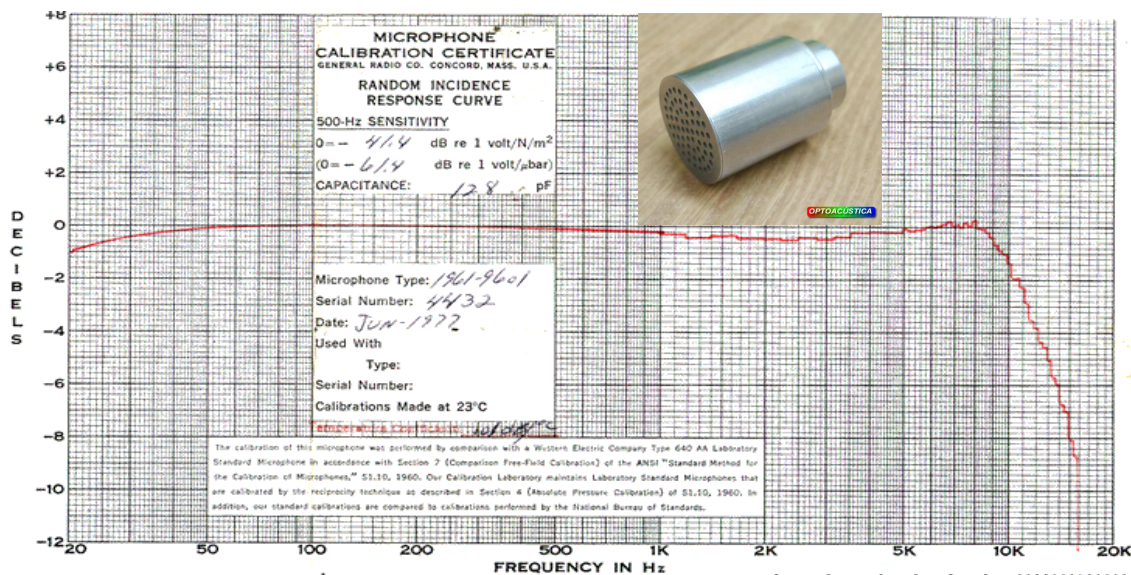 +8
+6
+4
+2
0
−2
−4
−6
−8
−10
−12
DECIBELS
MICROPHONE
CALIBRATION CERTIFICATE
GENERAL RADIO CO. CONCORD, MASS. U.S.A.
RANDOM INCIDENCE
RESPONSE CURVE
500-Hz SENSITIVITY
0=− 41.4 dB re 1 volt/N/m²
(0=− 61.4 dB re 1 volt/μbar)
CAPACITANCE: 12.8 pF
OPTOACUSTICA
Microphone Type: 1961-9601
Serial Number: 4432
Date: JUN-1977
Used With
Type:
Serial Number:
Calibrations Made at 23°C
Temperature Coefficient:
The calibration of this microphone was performed by comparison with a Western Electric Company Type 640 AA Laboratory
Standard Microphone in accordance with Section 7 (Comparison Free-Field Calibration) of the ANSI "Standard Method for
the Calibration of Microphones," S1.10, 1960. Our Calibration Laboratory maintains Laboratory Standard Microphones that
are calibrated by the reciprocity technique as described in Section 4 (Absolute Pressure Calibration) of S1.10, 1960. In
addition, our standard calibrations are compared to calibrations performed by the National Bureau of Standards.
20 50 100 200 500 1K 2K 5K 10K 20K
FREQUENCY IN Hz